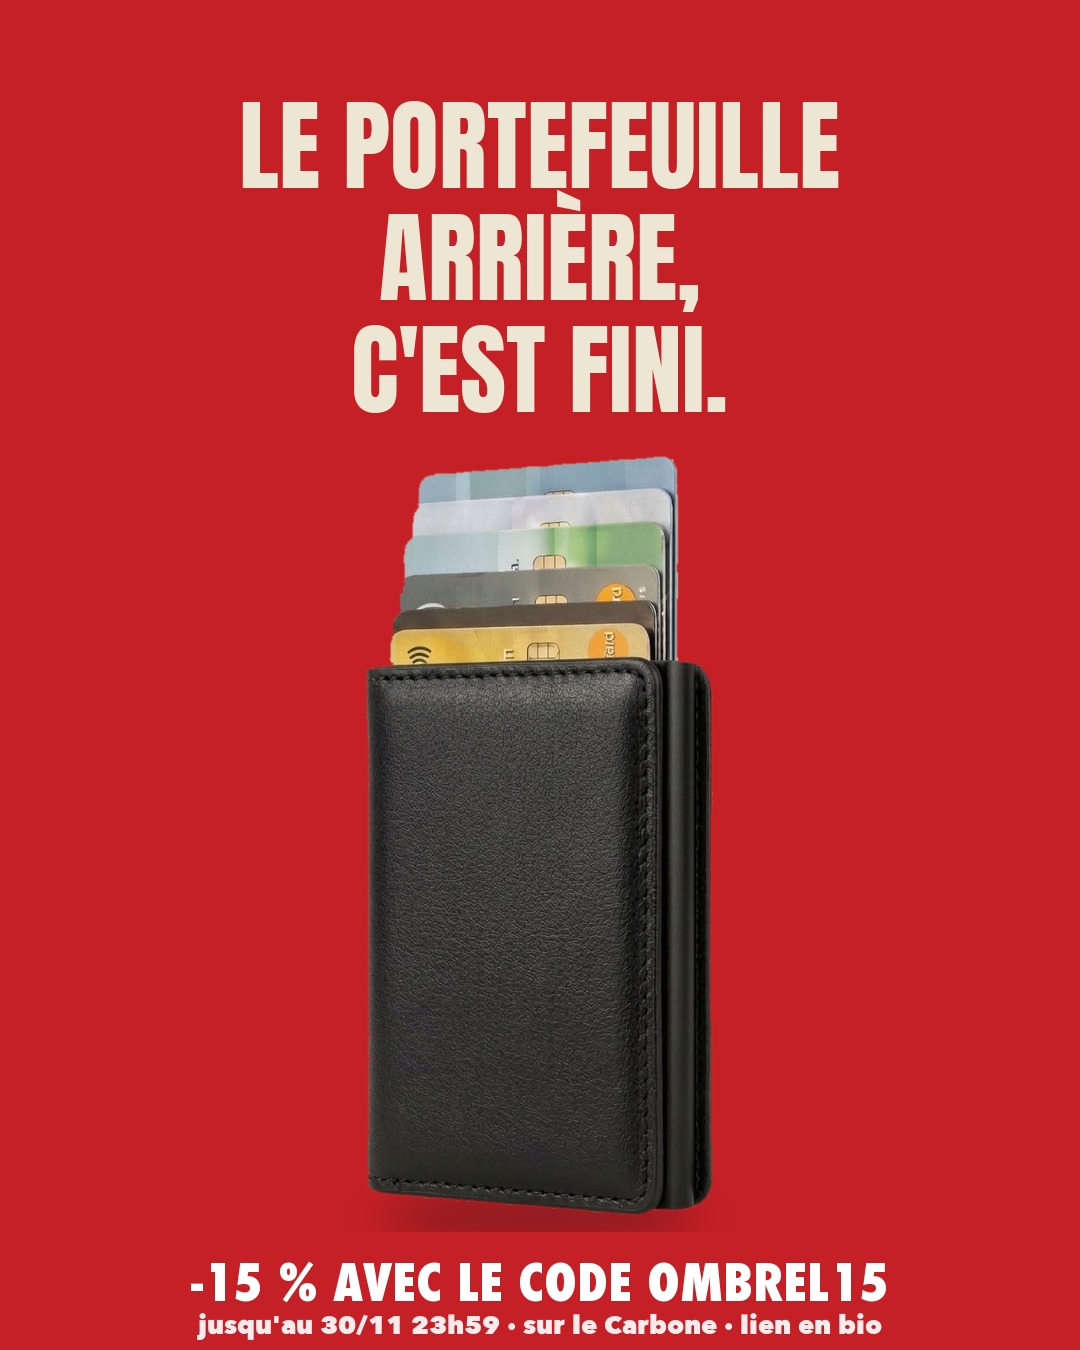 LE PORTEFEUILLE
ARRIÈRE,
C'EST FINI.
-15 % AVEC LE CODE OMBREL15
jusqu'au 30/11 23h59 · sur le Carbone · lien en bio